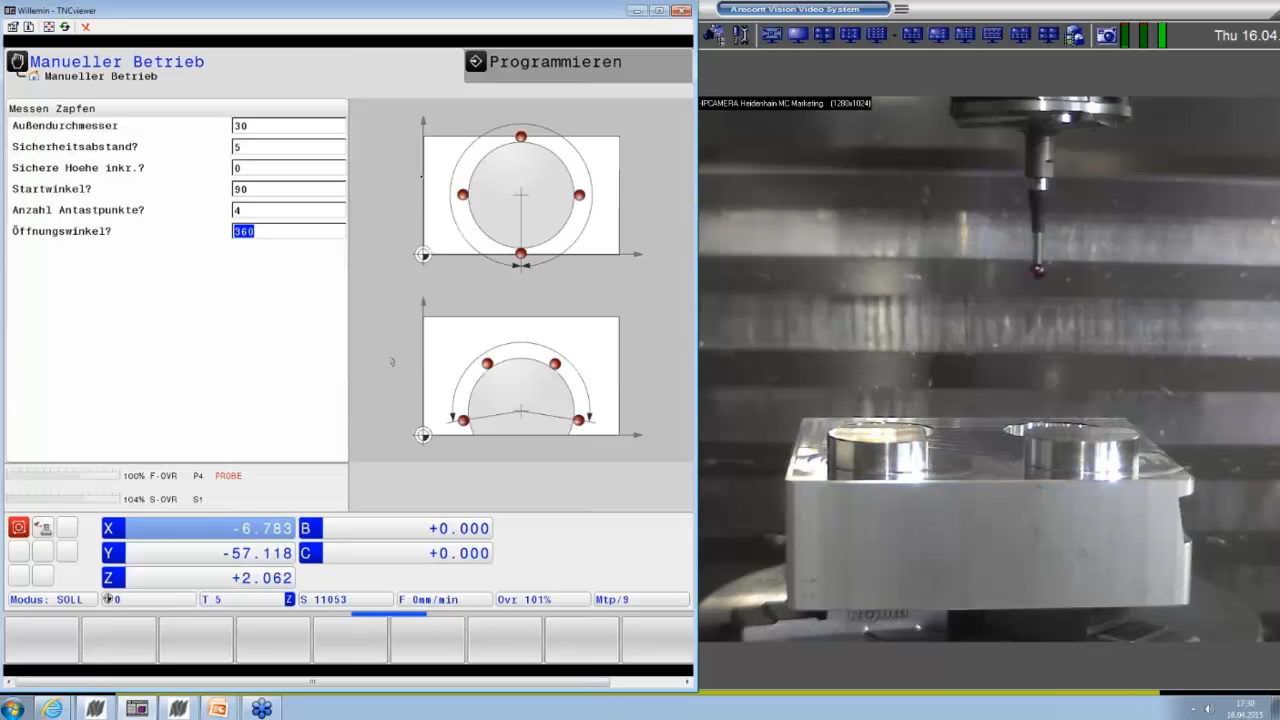 Willemin - TNCviewer
Manueller Betrieb
Manueller Betrieb
Programmieren
Messen Zapfen
Außendurchmesser 30
Sicherheitsabstand? 5
Sichere Hoehe inkr.? 0
Startwinkel? 90
Anzahl Antastpunkte? 4
Öffnungswinkel? 360
100% F-OVR P4 PROBE
104% S-OVR S1
X -6.783 B +0.000
Y -57.118 C +0.000
Z +2.062
Modus: SOLL 0 T 5 Z S 11053 F 0mm/min Ovr 101% Mtp/9
Arecont Vision Video System
Thu 16.04.
HPCAMERA Heidenhain MC Marketing (1280x1024)
17:30
16.04.2015